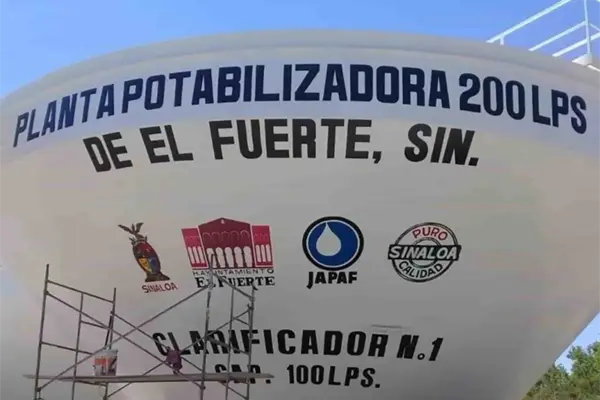 PLANTA POTABILIZADORA 200 LPS
DE EL FUERTE, SIN.
SINALOA
H. AYUNTAMIENTO
EL FUERTE
JAPAF
PURO
SINALOA
CALIDAD
CLARIFICADOR N.° 1
CAP. 100 LPS.